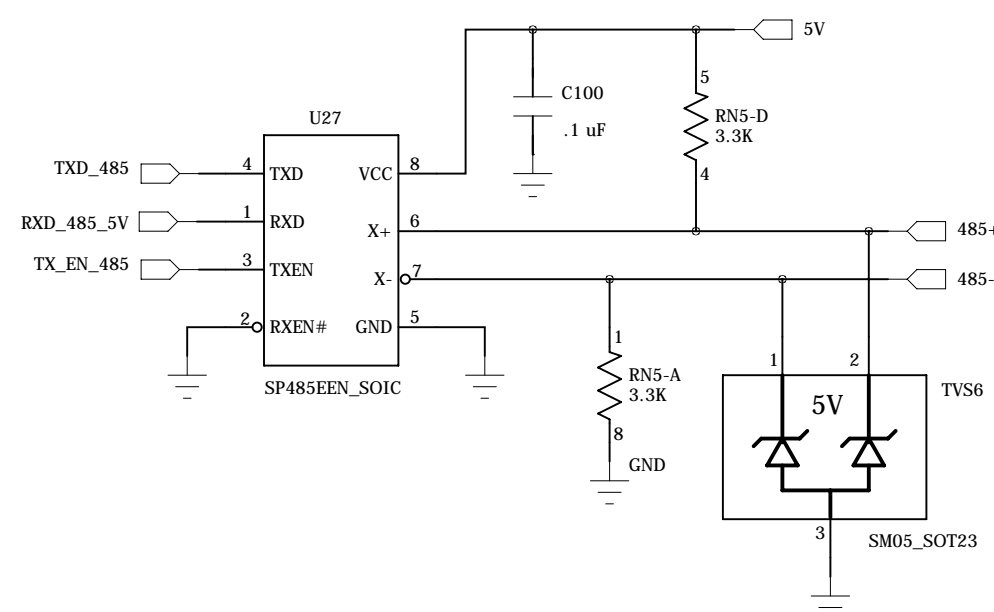 5V
5
C100
RN5-D
.1 uF
3.3K
U27
4
TXD_485
4
TXD
VCC
8
1
RXD_485_5V
RXD
6
X+
485+
3
TX_EN_485
TXEN
X-
7
485-
2
RXEN#
GND
5
1
SP485EEN_SOIC
RN5-A
3.3K
8
GND
1
2
TVS6
5V
3
SM05_SOT23